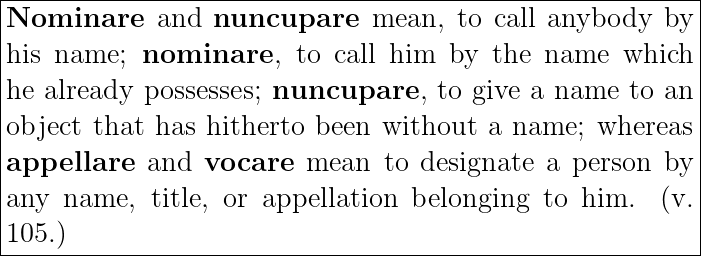 Nominare and nuncupare mean, to call anybody by
his name; nominare, to call him by the name which
he already possesses; nuncupare, to give a name to an
object that has hitherto been without a name; whereas
appellare and vocare mean to designate a person by
any name, title, or appellation belonging to him. (v.
105.)